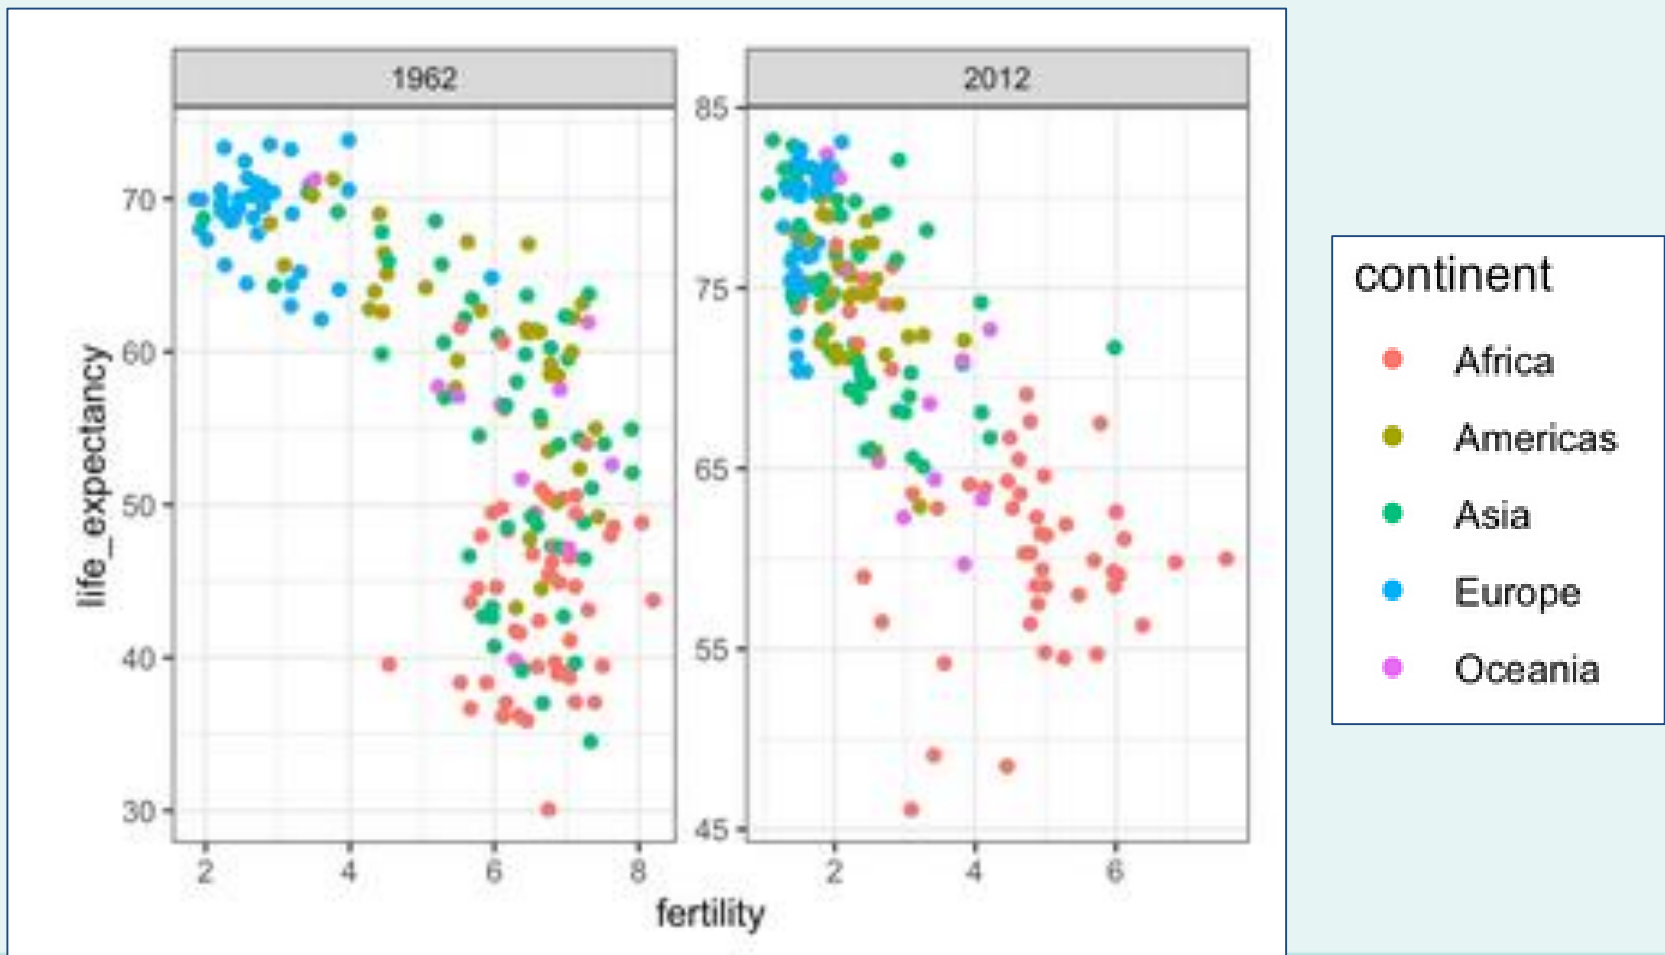 1962
2012
85
70
75
60
65
50
55
40
30
45
2 4 6 8
2 4 6
life_expectancy
fertility
continent
Africa
Americas
Asia
Europe
Oceania